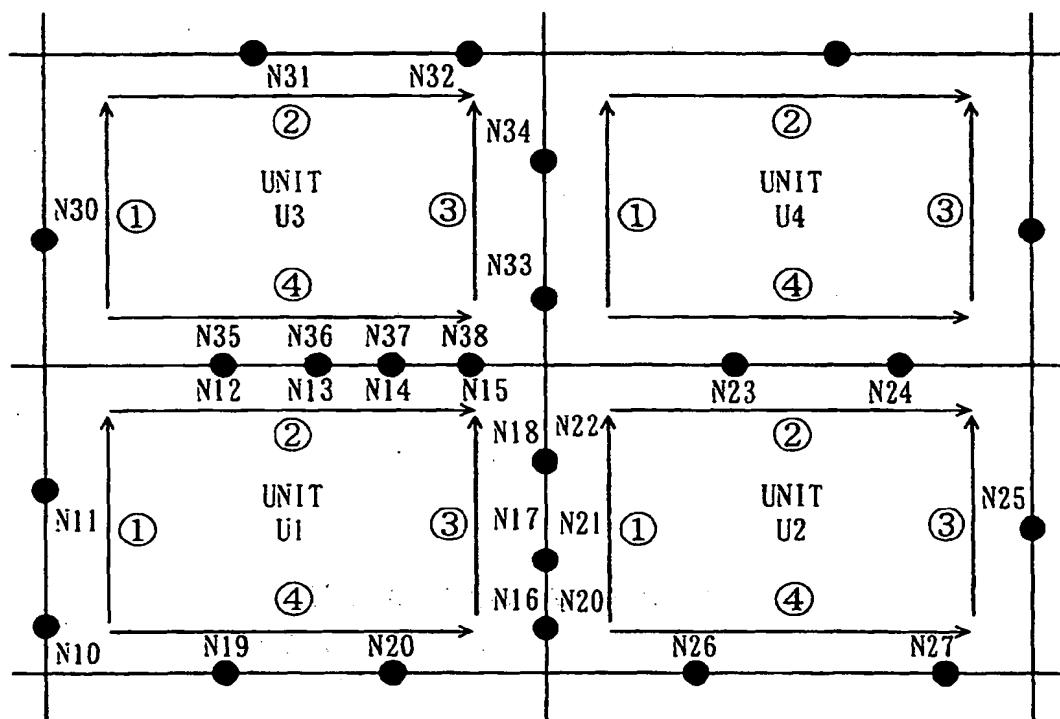 N31 N32
② ②
N34
UNIT UNIT
N30 ① U3 ③ ① U4 ③
N33
④ ④
N35 N36 N37 N38
N12 N13 N14 N15 N23 N24
N18 N22
② ②
UNIT UNIT
N11 ① U1 ③ N17 N21 ① U2 ③ N25
④ N16 N20 ④
N10 N19 N20 N26 N27